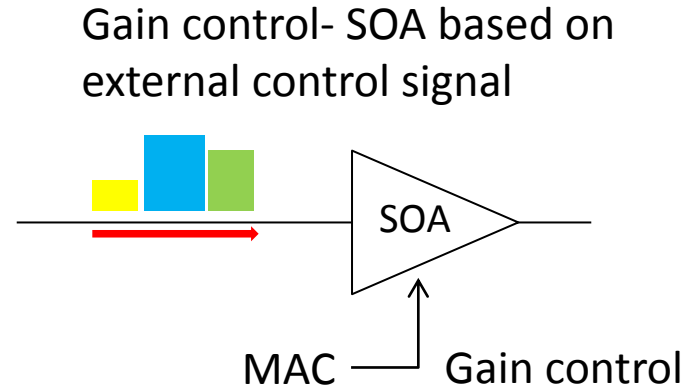 Gain control- SOA based on
external control signal
SOA
MAC
Gain control